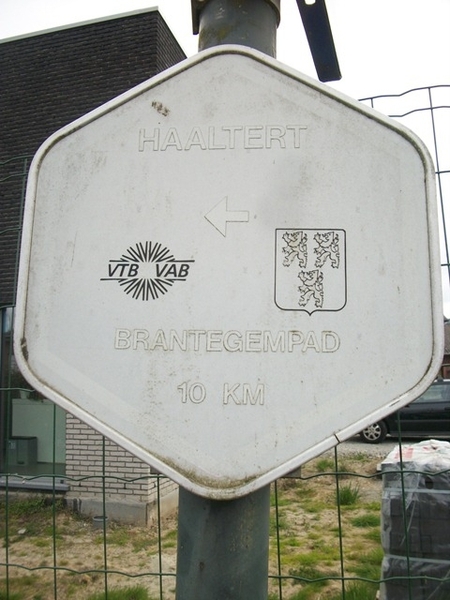 HAALTERT
VTB VAB
BRANTEGEMPAD
10 KM